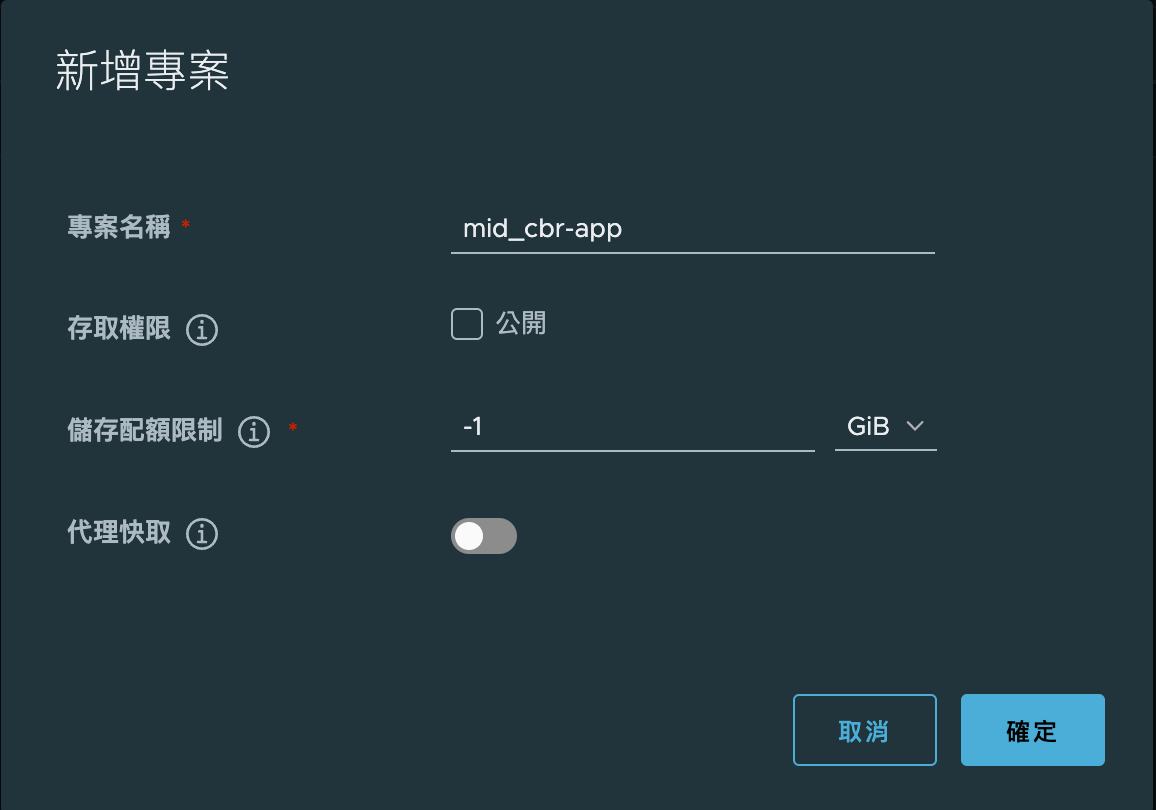 新增專案
專案名稱 *
mid_cbr-app
存取權限
公開
儲存配額限制 *
-1 GiB
代理快取
取消 確定